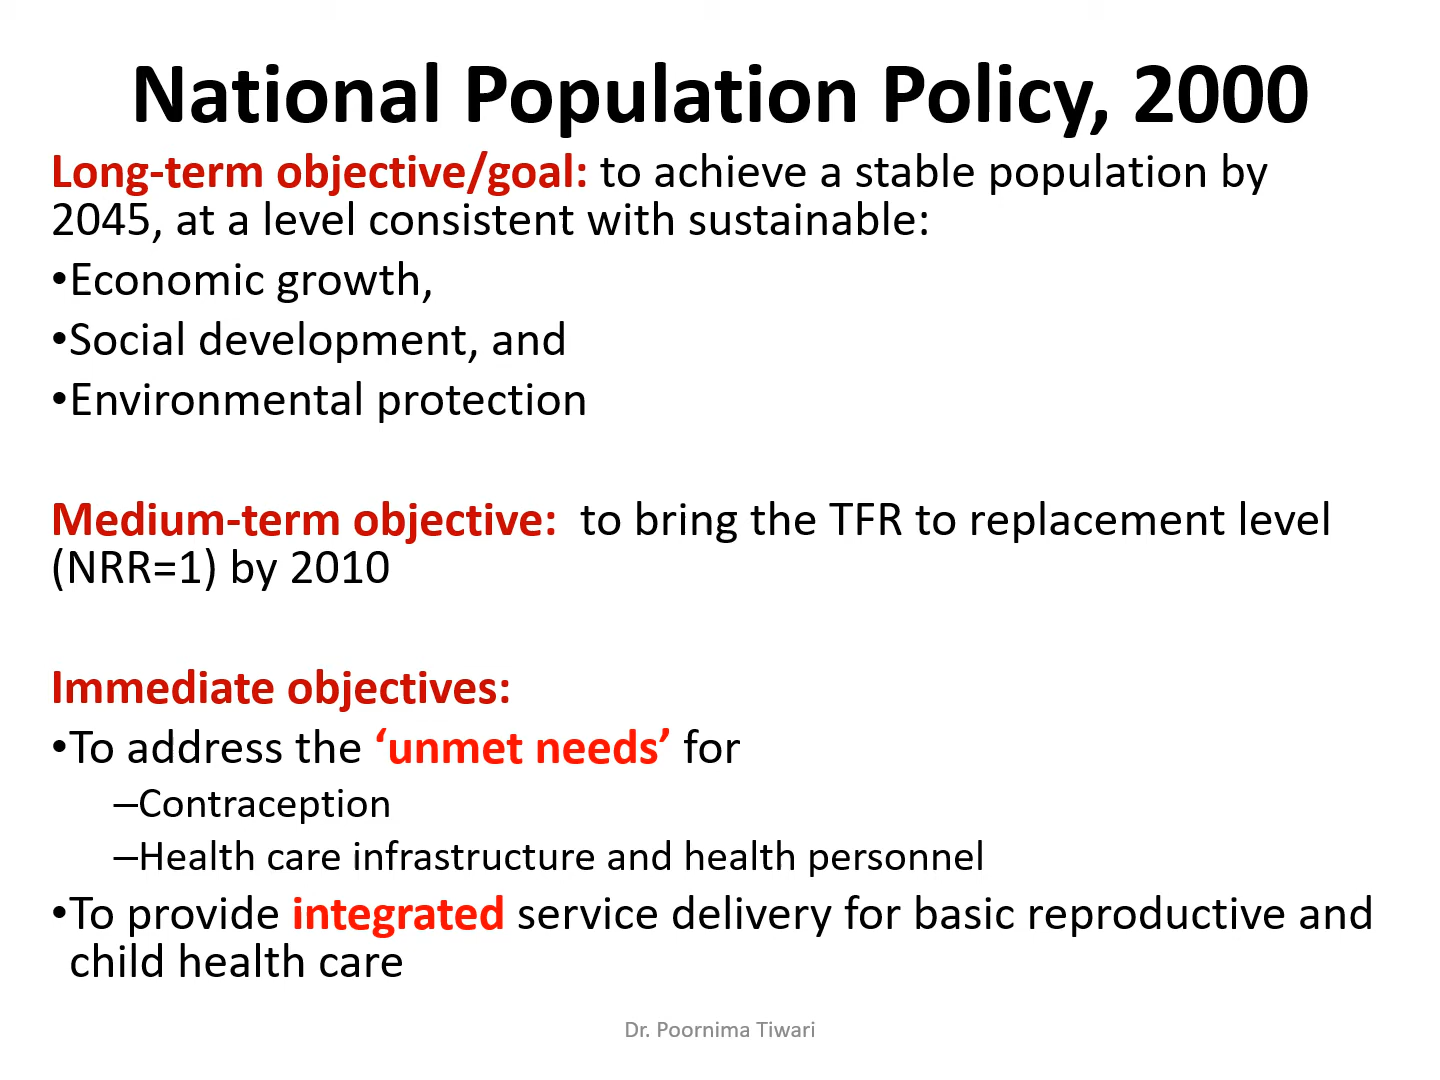 National Population Policy, 2000
Long-term objective/goal: to achieve a stable population by
2045, at a level consistent with sustainable:
•Economic growth,
•Social development, and
•Environmental protection
Medium-term objective: to bring the TFR to replacement level
(NRR=1) by 2010
Immediate objectives:
•To address the ‘unmet needs’ for
–Contraception
–Health care infrastructure and health personnel
•To provide integrated service delivery for basic reproductive and
child health care
Dr. Poornima Tiwari